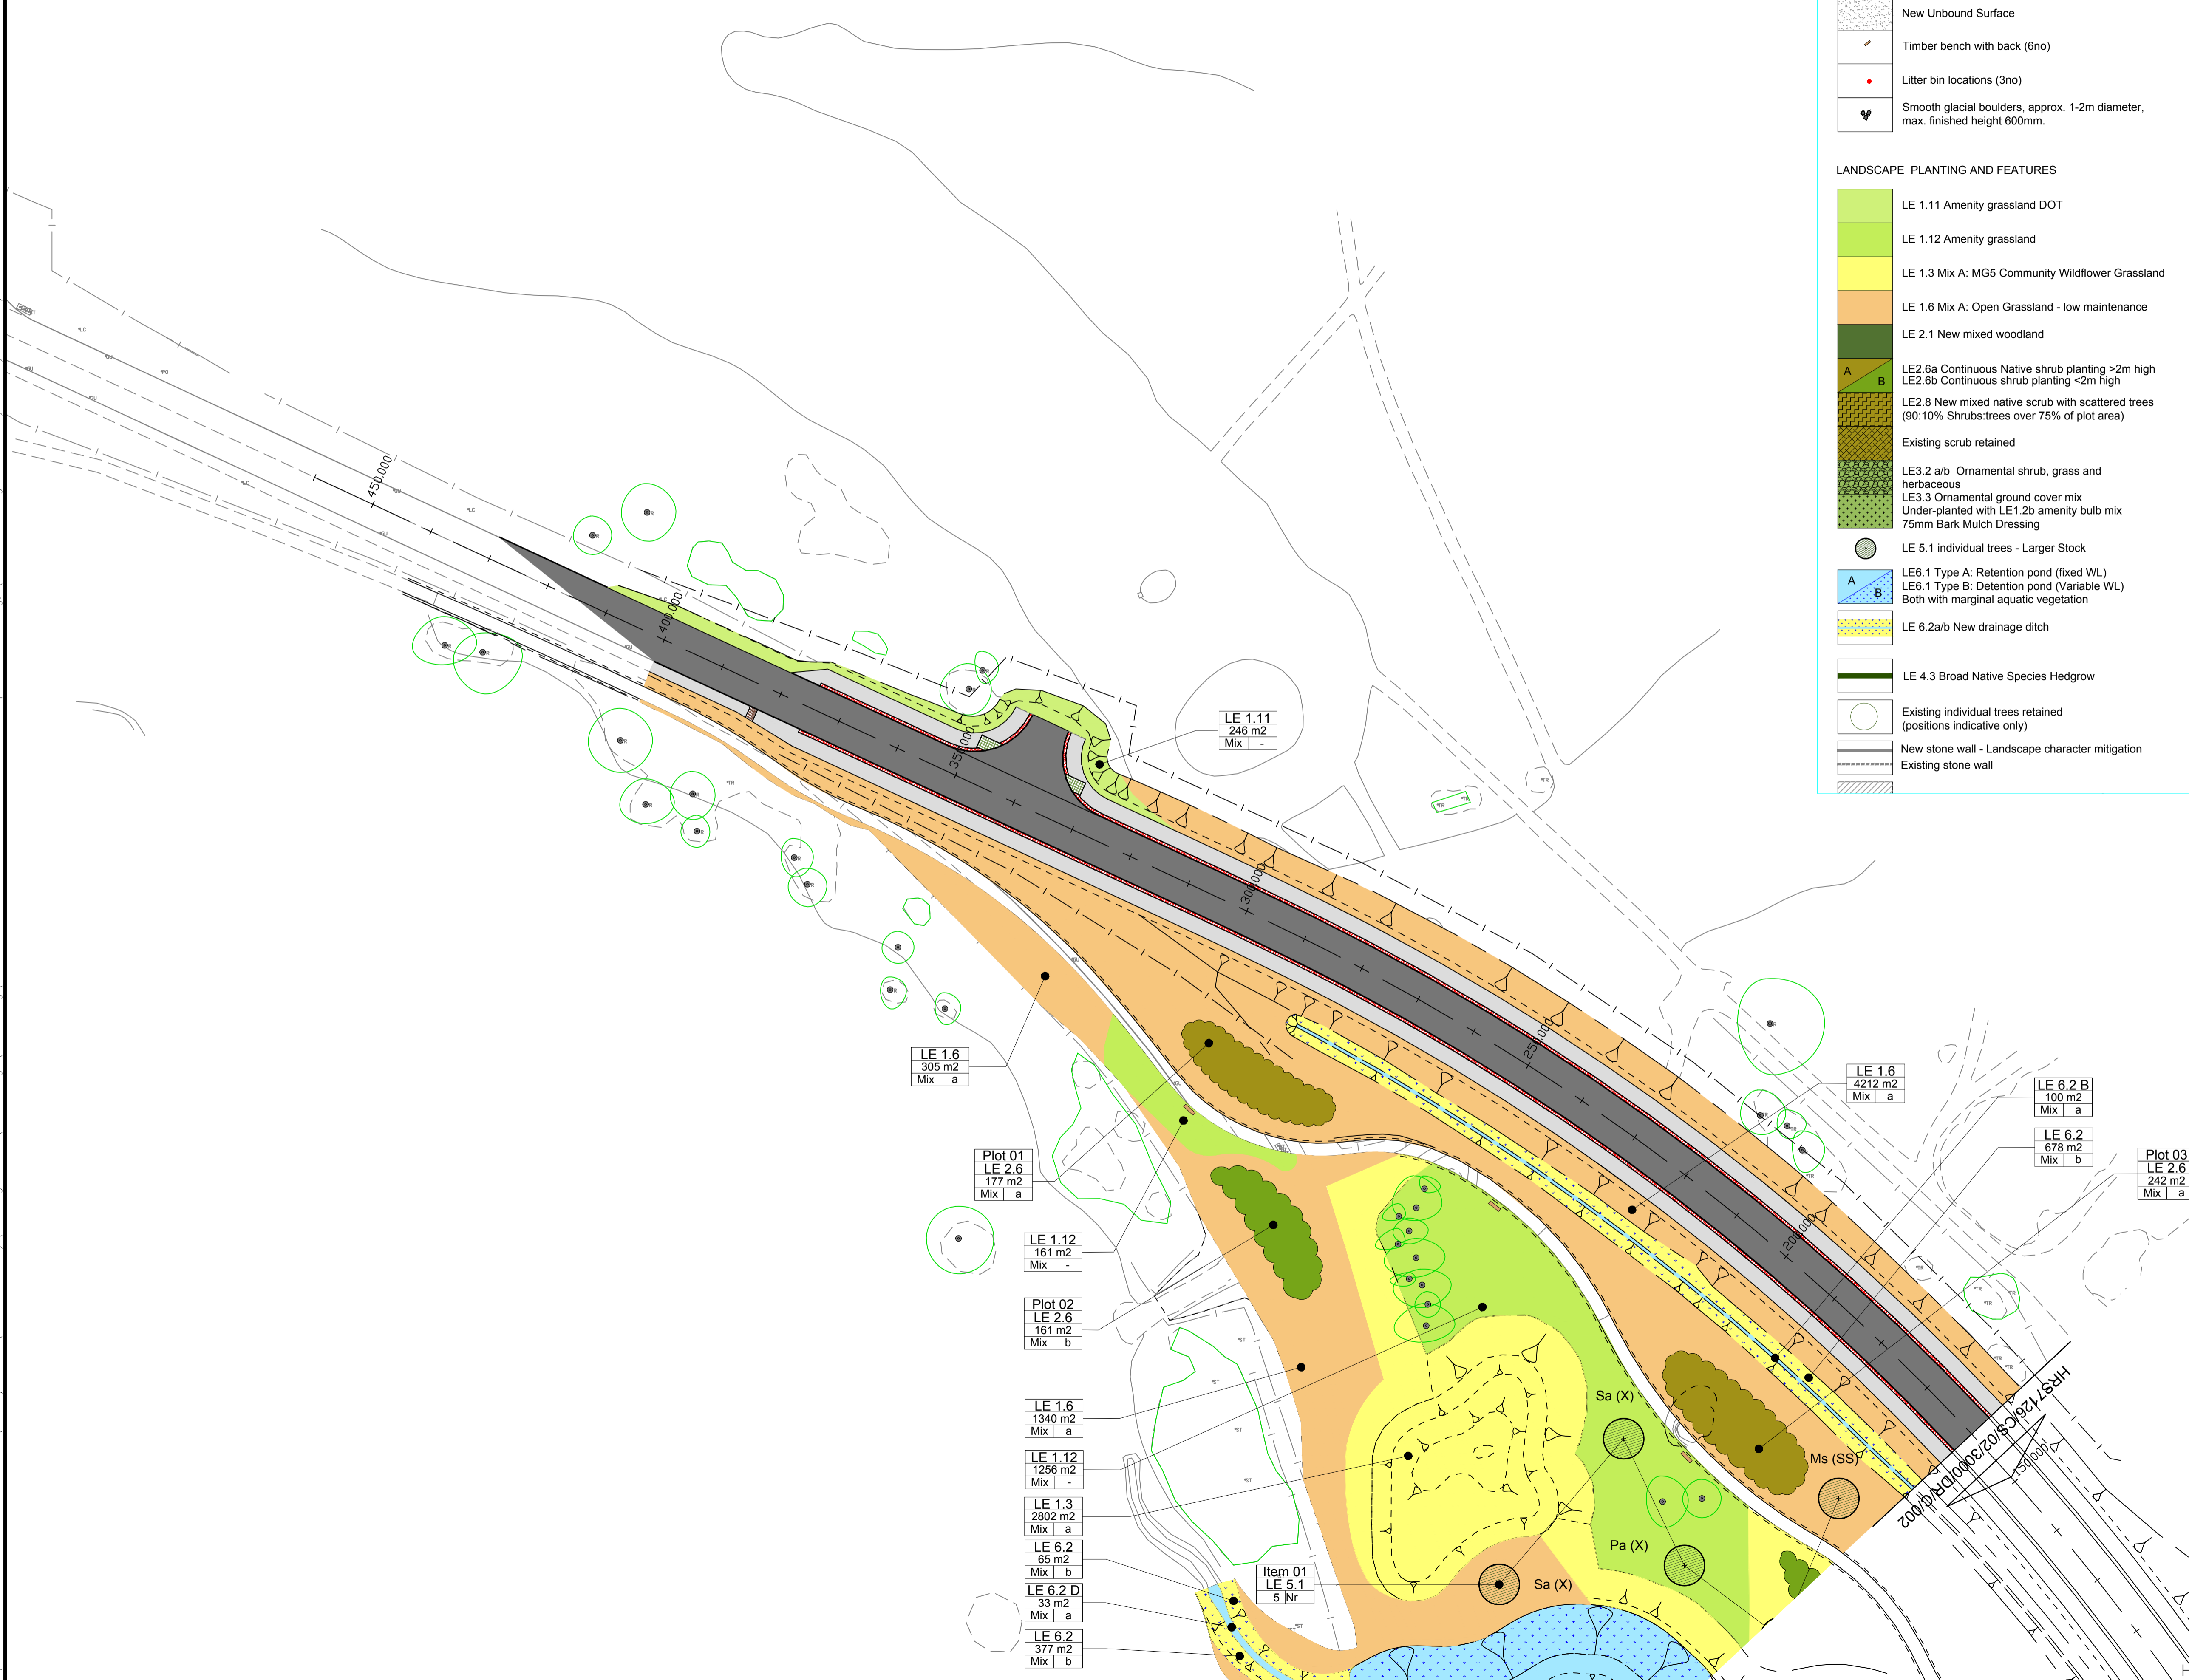 New Unbound Surface
Timber bench with back (6no)
Litter bin locations (3no)
Smooth glacial boulders, approx. 1-2m diameter,
max. finished height 600mm.
LANDSCAPE PLANTING AND FEATURES
LE 1.11 Amenity grassland DOT
LE 1.12 Amenity grassland
LE 1.3 Mix A: MG5 Community Wildflower Grassland
LE 1.6 Mix A: Open Grassland - low maintenance
LE 2.1 New mixed woodland
A
B
LE2.6a Continuous Native shrub planting >2m high
LE2.6b Continuous shrub planting <2m high
LE2.8 New mixed native scrub with scattered trees
(90:10% Shrubs:trees over 75% of plot area)
Existing scrub retained
LE3.2 a/b Ornamental shrub, grass and
herbaceous
LE3.3 Ornamental ground cover mix
Under-planted with LE1.2b amenity bulb mix
75mm Bark Mulch Dressing
LE 5.1 individual trees - Larger Stock
A
B
LE6.1 Type A: Retention pond (fixed WL)
LE6.1 Type B: Detention pond (Variable WL)
Both with marginal aquatic vegetation
LE 6.2a/b New drainage ditch
LE 4.3 Broad Native Species Hedgrow
Existing individual trees retained
(positions indicative only)
New stone wall - Landscape character mitigation
Existing stone wall
450.000
400.000
350.000
300.000
250.000
200.000
150.000
LE 1.11
246 m2
Mix -
LE 1.6
305 m2
Mix a
LE 1.6
4212 m2
Mix a
LE 6.2 B
100 m2
Mix a
LE 6.2
678 m2
Mix b
Plot 03
LE 2.6
242 m2
Mix a
Plot 01
LE 2.6
177 m2
Mix a
LE 1.12
161 m2
Mix -
Plot 02
LE 2.6
161 m2
Mix b
LE 1.6
1340 m2
Mix a
LE 1.12
1256 m2
Mix -
LE 1.3
2802 m2
Mix a
LE 6.2
65 m2
Mix b
LE 6.2 D
33 m2
Mix a
LE 6.2
377 m2
Mix b
Item 01
LE 5.1
5 Nr
Sa (X)
Ms (SS)
Pa (X)
Sa (X)
HRS7126/CS/02/3000/DR/C/002